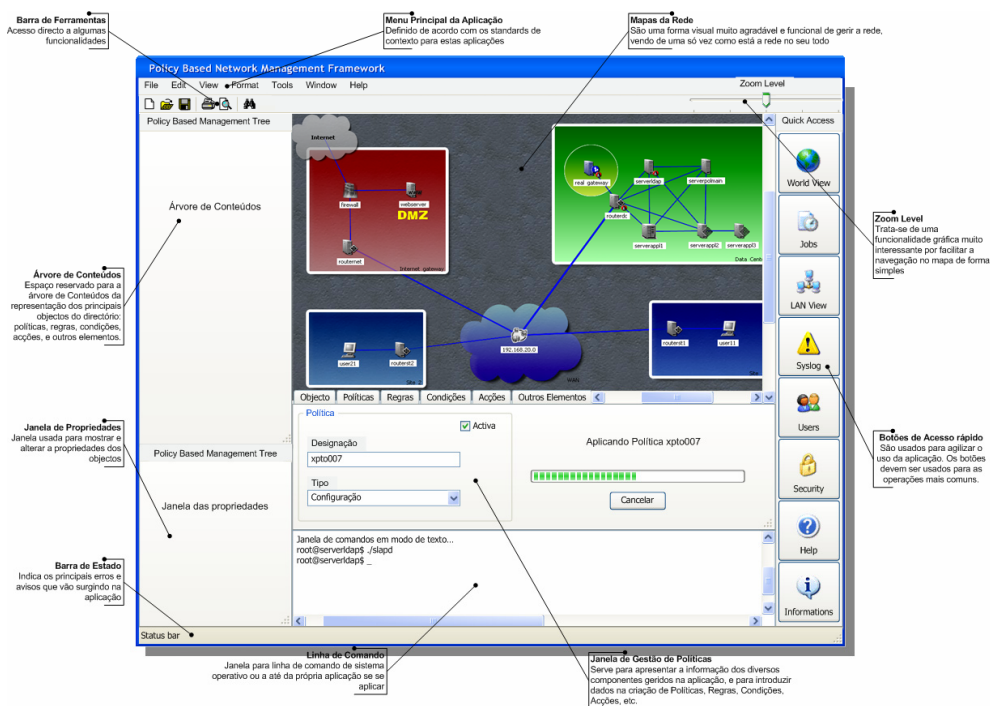 Barra de Ferramentas
Acesso directo a algumas
funcionalidades
Menu Principal da Aplicação
Definido de acordo com os standards de
contexto para estas aplicações
Mapas da Rede
São uma forma visual muito agradável e funcional de gerir a rede,
vendo de uma só vez como está a rede no seu todo
Policy Based Network Management Framework
File Edit View Format Tools Window Help
Zoom Level
Policy Based Management Tree
Quick Access
Árvore de Conteúdos
Internet
firewall
webserver
DMZ
routernet
Internet gateway
real gateway
serverldap
serverpolmain
routerdc
serverappl1
serverappl2
serverappl3
Data Cent
World View
Jobs
LAN View
Syslog
Users
Security
Help
Informations
Zoom Level
Trata-se de uma
funcionalidade gráfica muito
interessante por facilitar a
navegação no mapa de forma
simples
Árvore de Conteúdos
Espaço reservado para a
árvore de Conteúdos da
representação dos principais
objectos do directório:
políticas, regras, condições,
acções, e outros elementos.
user21
routerst2
Site 2
192.168.20.0
WAN
routerst1
user11
Site
Objecto Políticas Regras Condições Acções Outros Elementos
Política
Activa
Designação
xpto007
Tipo
Configuração
Aplicando Política xpto007
Cancelar
Janela de Propriedades
Janela usada para mostrar e
alterar a propriedades dos
objectos
Policy Based Management Tree
Janela das propriedades
Botões de Acesso rápido
São usados para agilizar o
uso da aplicação. Os botões
devem ser usados para as
operações mais comuns.
Janela de comandos em modo de texto...
root@serverldap$ ./slapd
root@serverldap$ _
Barra de Estado
Indica os principais erros e
avisos que vão surgindo na
aplicação
Status bar
Linha de Comando
Janela para linha de comando de sistema
operativo ou a até da própria aplicação se se
aplicar
Janela de Gestão de Políticas
Serve para apresentar a informação dos diversos
componentes geridos na aplicação, e para introduzir
dados na criação de Políticas, Regras, Condições,
Acções, etc.